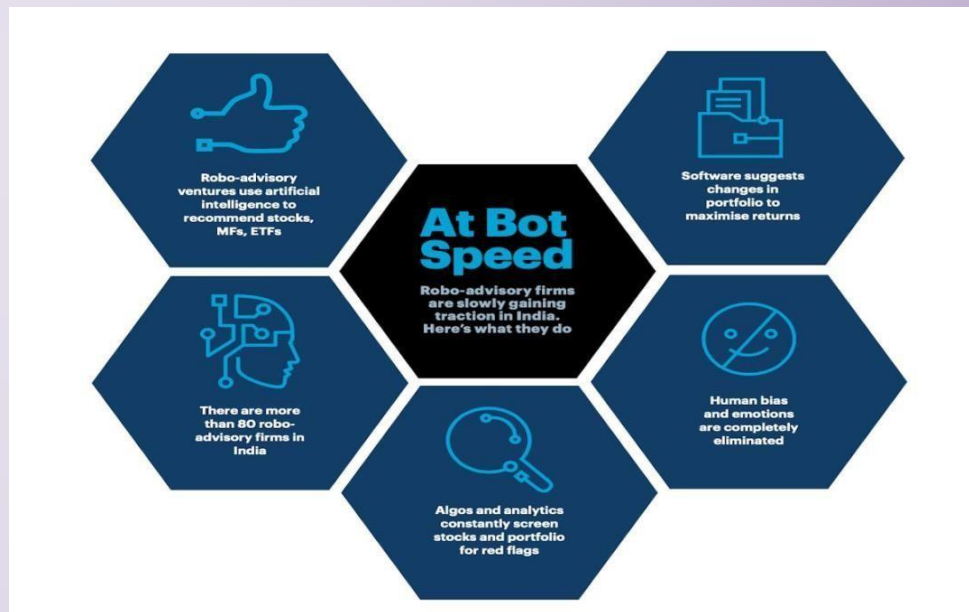 At Bot
Speed
Robo-advisory firms
are slowly gaining
traction in India.
Here's what they do
Robo-advisory
ventures use artificial
intelligence to
recommend stocks,
MFs, ETFs
Software suggests
changes in
portfolio to
maximise returns
There are more
than 80 robo-
advisory firms in
India
Human bias
and emotions
are completely
eliminated
Algos and analytics
constantly screen
stocks and portfolio
for red flags